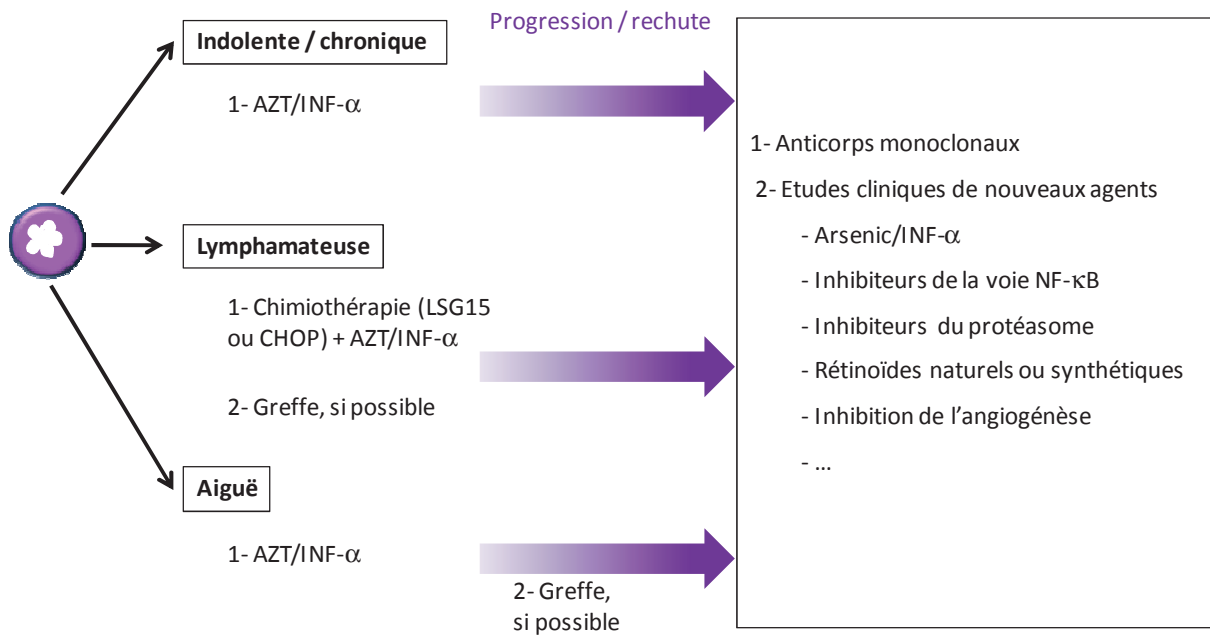 Progression / rechute
Indolente / chronique
1- AZT/INF-α
Lymphamateuse
1- Chimiothérapie (LSG15
ou CHOP) + AZT/INF-α
2- Greffe, si possible
Aiguë
1- AZT/INF-α
2- Greffe,
si possible
1- Anticorps monoclonaux
2- Etudes cliniques de nouveaux agents
- Arsenic/INF-α
- Inhibiteurs de la voie NF-κB
- Inhibiteurs du protéasome
- Rétinoïdes naturels ou synthétiques
- Inhibition de l'angiogénèse
- ...